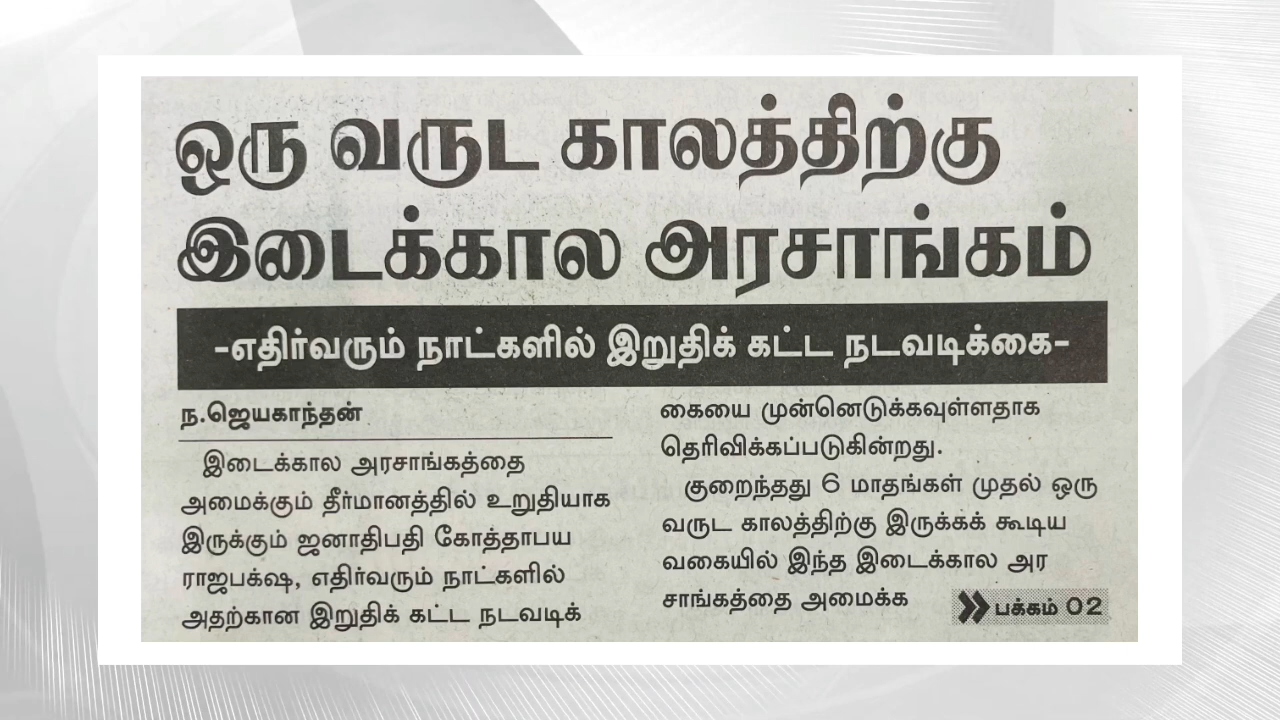 ஒரு வருட காலத்திற்கு
இடைக்கால அரசாங்கம்
-எதிர்வரும் நாட்களில் இறுதிக் கட்ட நடவடிக்கை-
ந.ஜெயகாந்தன்
இடைக்கால அரசாங்கத்தை
அமைக்கும் தீர்மானத்தில் உறுதியாக
இருக்கும் ஜனாதிபதி கோத்தாபய
ராஜபக்ஷ, எதிர்வரும் நாட்களில்
அதற்கான இறுதிக் கட்ட நடவடிக்
கையை முன்னெடுக்கவுள்ளதாக
தெரிவிக்கப்படுகின்றது.
குறைந்தது 6 மாதங்கள் முதல் ஒரு
வருட காலத்திற்கு இருக்கக் கூடிய
வகையில் இந்த இடைக்கால அர
சாங்கத்தை அமைக்க
பக்கம் 02